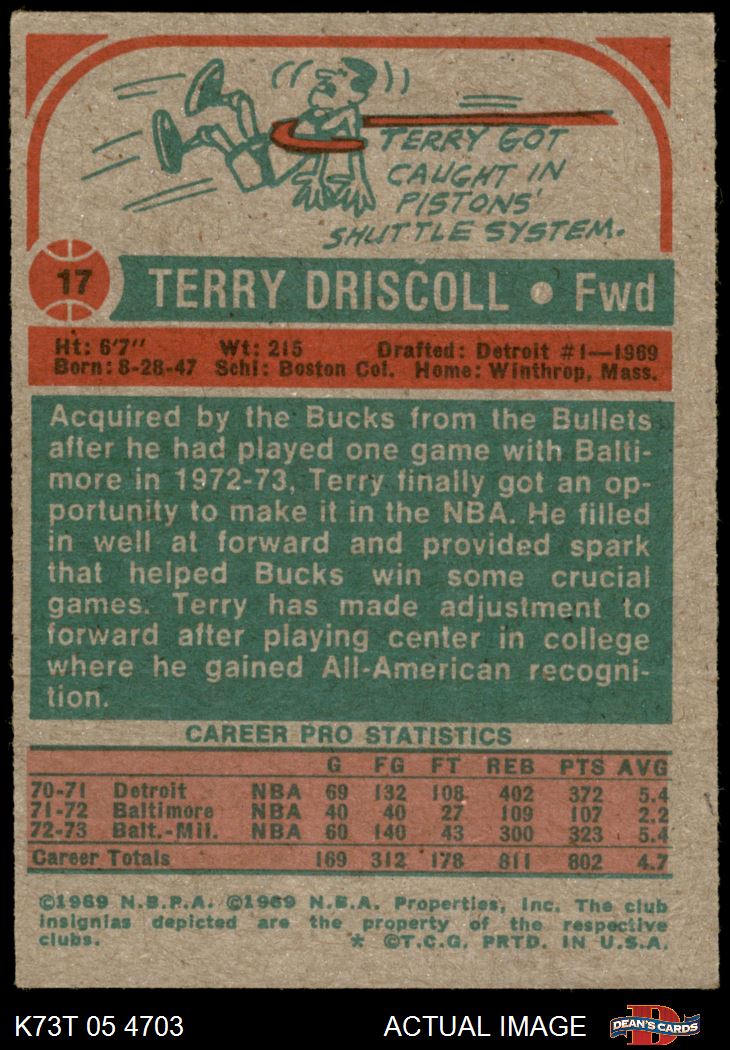 TERRY GOT
CAUGHT IN
PISTONS'
SHUTTLE SYSTEM.
17 TERRY DRISCOLL • Fwd
Ht: 6'7" Wt: 215 Drafted: Detroit #1—1969
Born: 8-28-47 Schl: Boston Col. Home: Winthrop, Mass.
Acquired by the Bucks from the Bullets
after he had played one game with Balti-
more in 1972-73, Terry finally got an op-
portunity to make it in the NBA. He filled
in well at forward and provided spark
that helped Bucks win some crucial
games. Terry has made adjustment to
forward after playing center in college
where he gained All-American recogni-
tion.
CAREER PRO STATISTICS
G FG FT REB PTS AVG
70-71 Detroit NBA 69 132 108 402 372 5.4
71-72 Baltimore NBA 40 40 27 109 107 2.2
72-73 Balt.-Mil. NBA 60 140 43 300 323 5.4
Career Totals 169 312 178 811 802 4.7
©1969 N.B.P.A. ©1969 N.B.A. Properties, Inc. The club
insignias depicted are the property of the respective
clubs. * ©T.C.G. PRTD. IN U.S.A.
K73T 05 4703 ACTUAL IMAGE DEAN'S CARDS